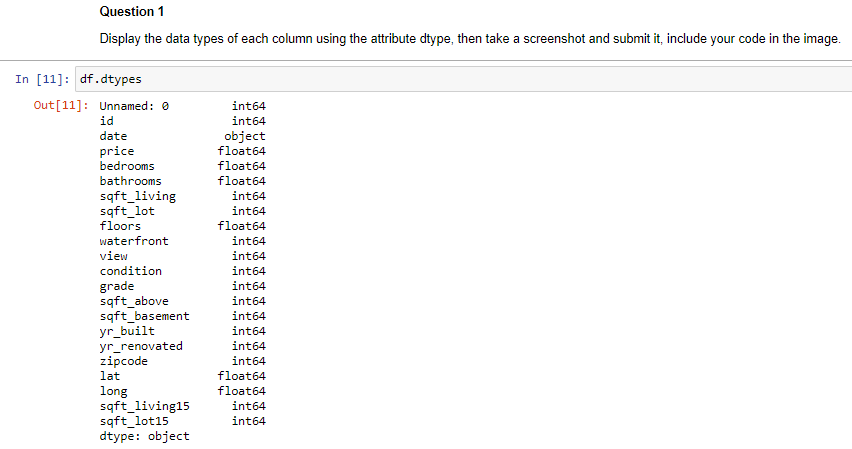 Question 1
Display the data types of each column using the attribute dtype, then take a screenshot and submit it, include your code in the image.
In [11]: df.dtypes
Out[11]: Unnamed: 0 int64
id int64
date object
price float64
bedrooms float64
bathrooms float64
sqft_living int64
sqft_lot int64
floors float64
waterfront int64
view int64
condition int64
grade int64
sqft_above int64
sqft_basement int64
yr_built int64
yr_renovated int64
zipcode int64
lat float64
long float64
sqft_living15 int64
sqft_lot15 int64
dtype: object